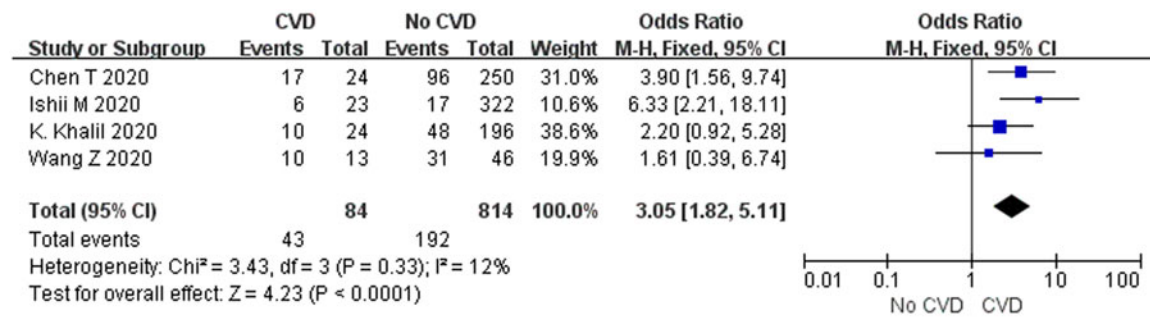 CVD No CVD Odds Ratio Odds Ratio
Study or Subgroup Events Total Events Total Weight M-H, Fixed, 95% CI M-H, Fixed, 95% CI
Chen T 2020 17 24 96 250 31.0% 3.90 [1.56, 9.74]
Ishii M 2020 6 23 17 322 10.6% 6.33 [2.21, 18.11]
K. Khalil 2020 10 24 48 196 38.6% 2.20 [0.92, 5.28]
Wang Z 2020 10 13 31 46 19.9% 1.61 [0.39, 6.74]
Total (95% CI) 84 814 100.0% 3.05 [1.82, 5.11]
Total events 43 192
Heterogeneity: Chi² = 3.43, df = 3 (P = 0.33); I² = 12%
Test for overall effect: Z = 4.23 (P < 0.0001)
0.01 0.1 1 10 100
No CVD CVD